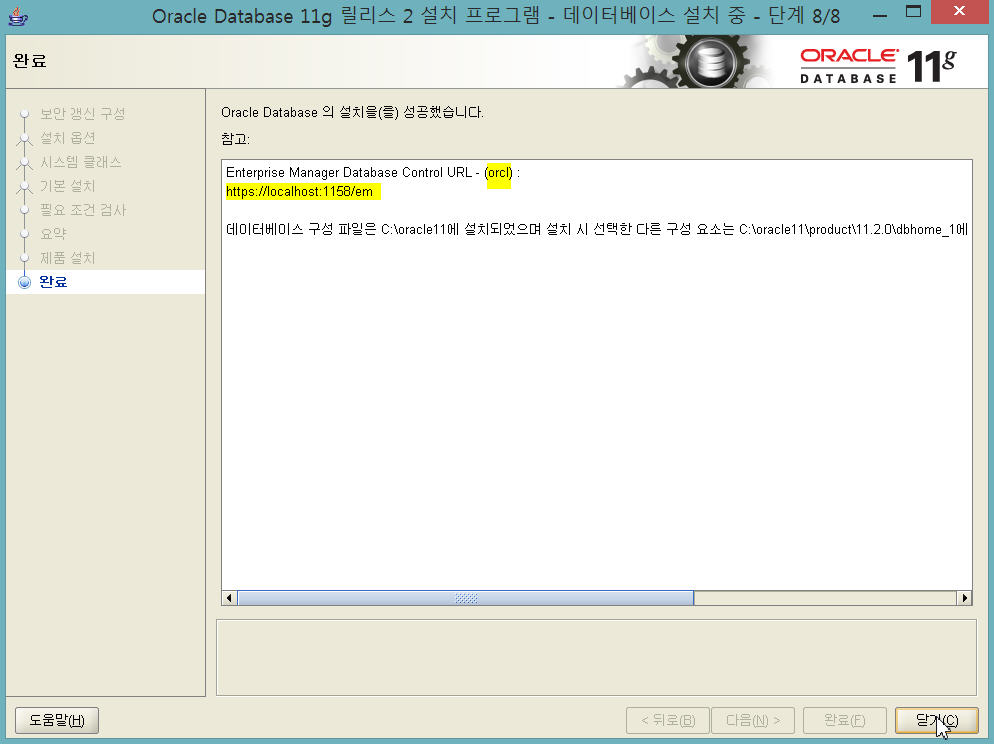 Oracle Database 11g 릴리스 2 설치 프로그램 - 데이터베이스 설치 중 - 단계 8/8
완료
ORACLE
DATABASE
11g
보안 갱신 구성
설치 옵션
시스템 클래스
기본 설치
필요 조건 검사
요약
제품 설치
완료
Oracle Database 의 설치을(를) 성공했습니다.
참고:
Enterprise Manager Database Control URL - (orcl) :
https://localhost:1158/em
데이터베이스 구성 파일은 C:\oracle11에 설치되었으며 설치 시 선택한 다른 구성 요소는 C:\oracle11\product\11.2.0\dbhome_1에
도움말(H)
< 뒤로(B)
다음(N) >
완료(F)
닫기(C)